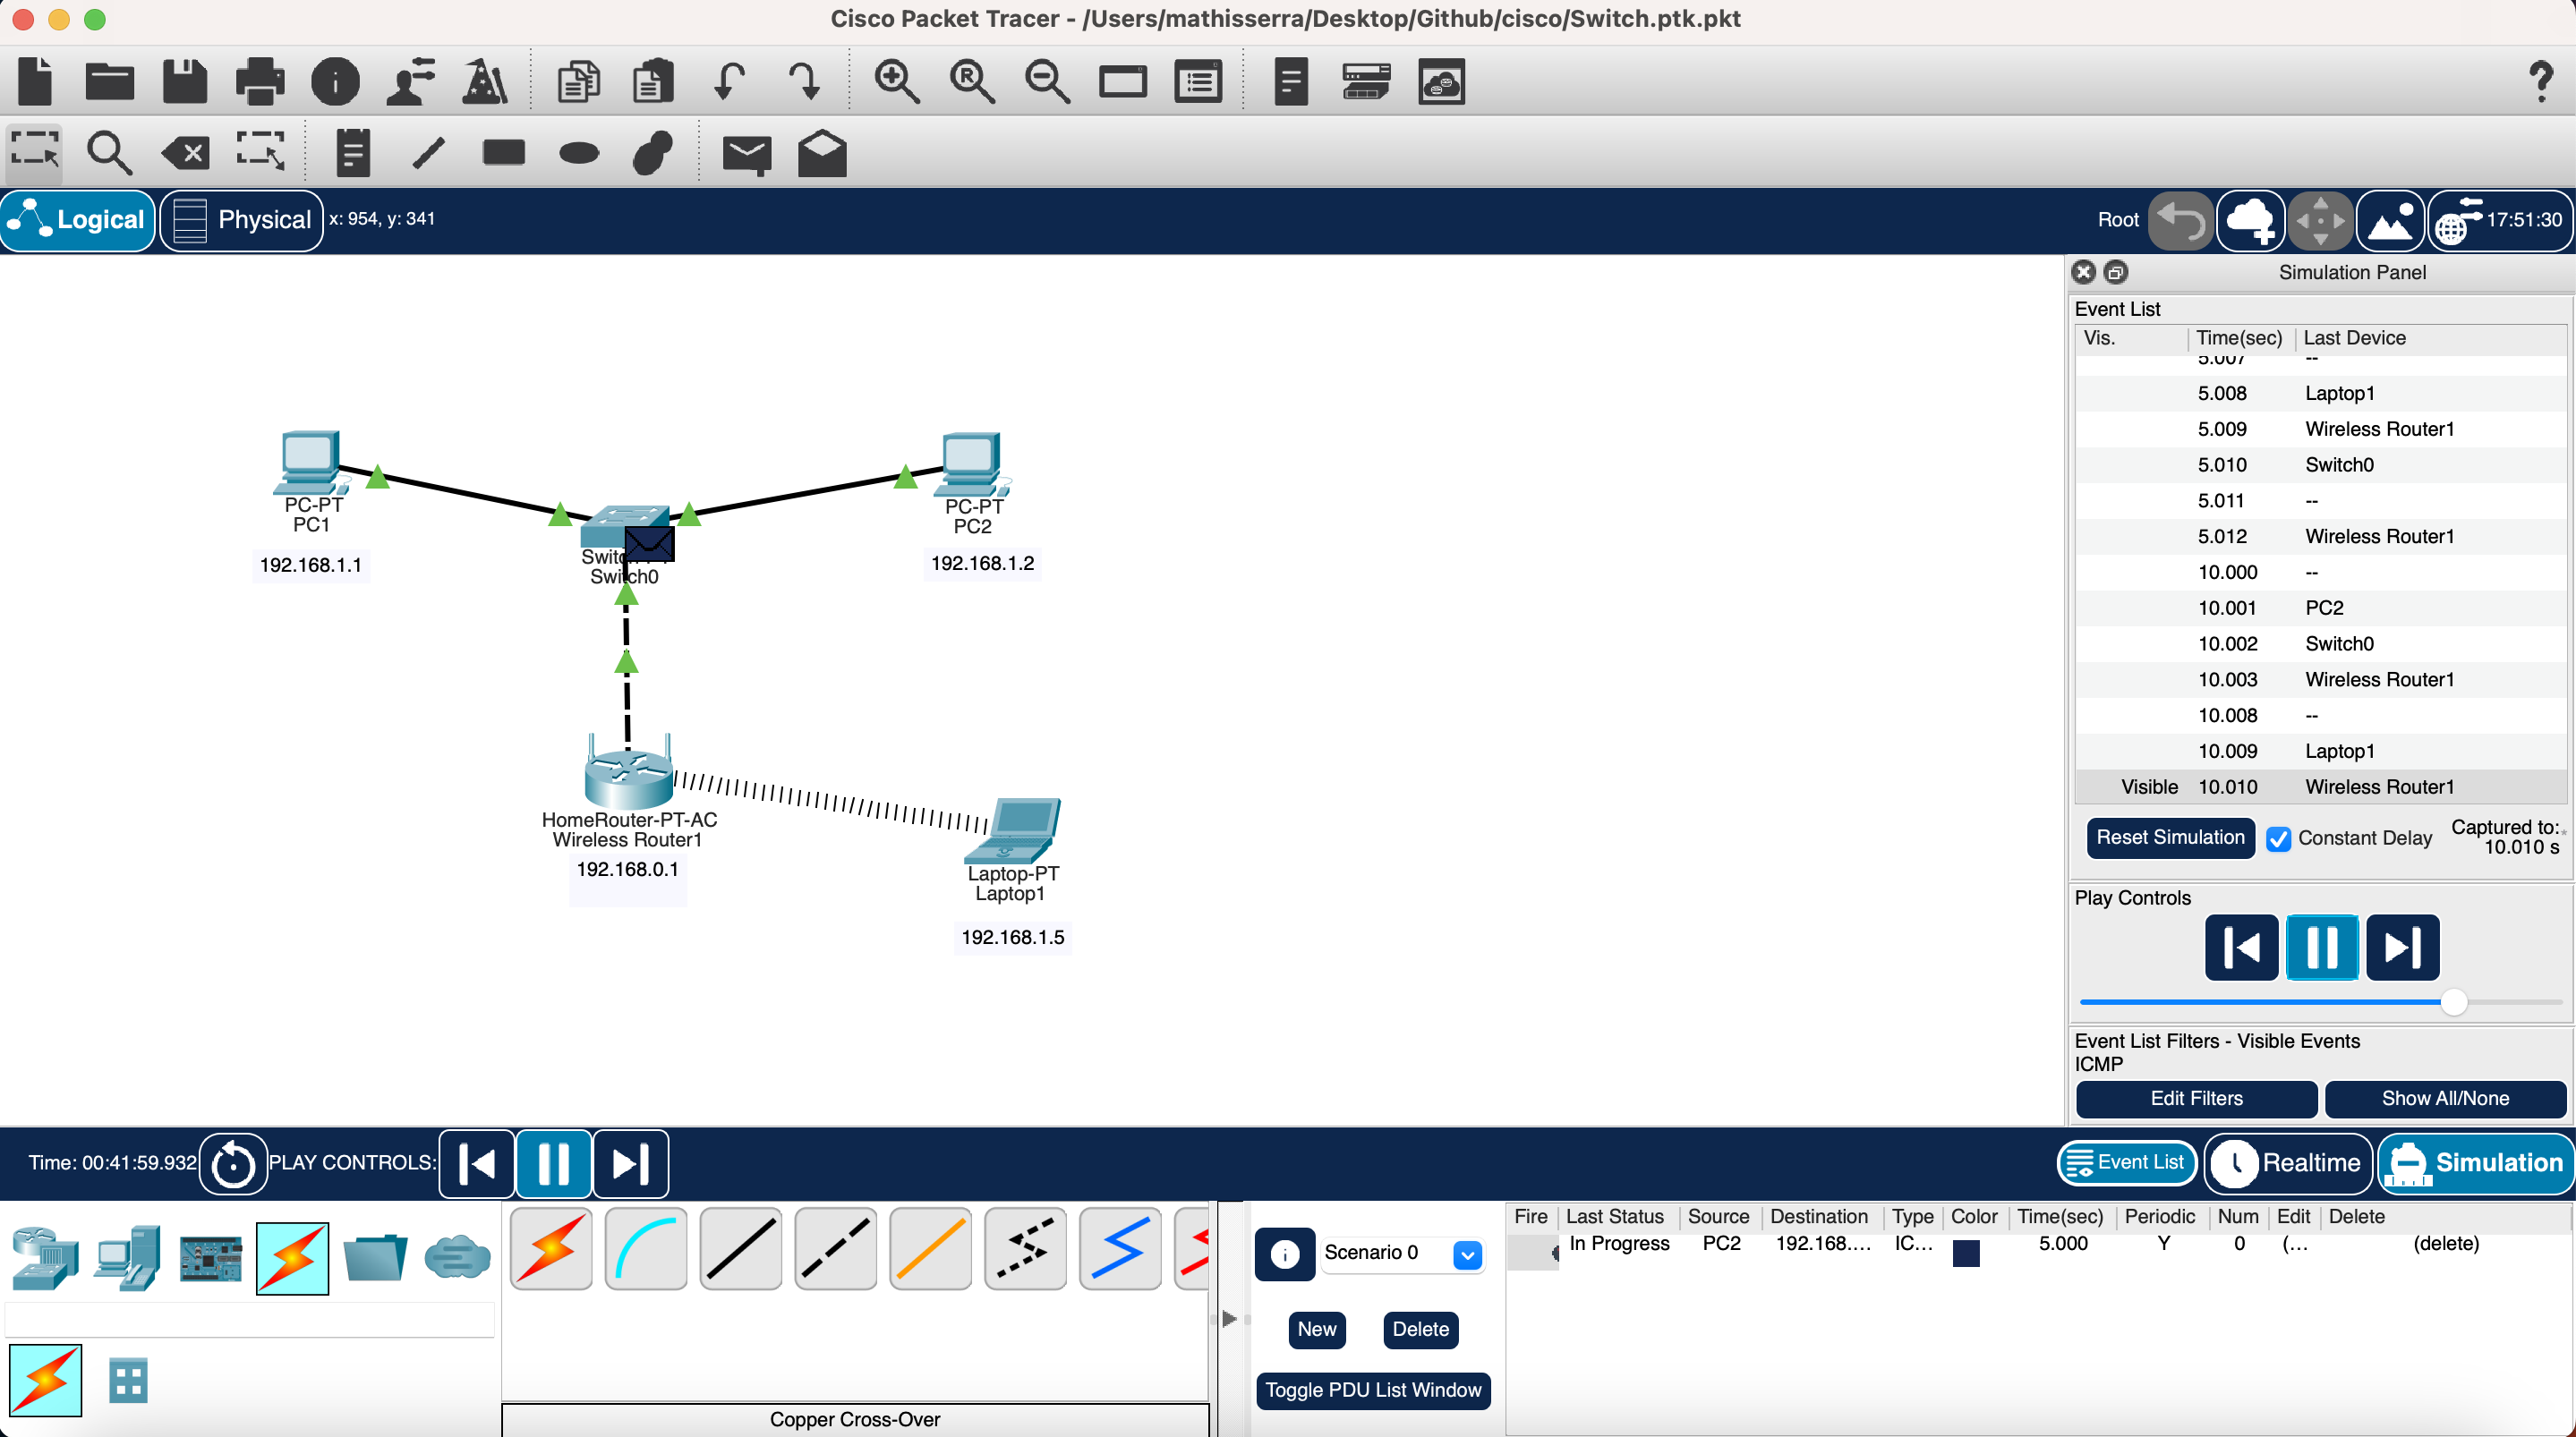 Cisco Packet Tracer - /Users/mathisserra/Desktop/Github/cisco/Switch.ptk.pkt
Logical
Physical
x: 954, y: 341
Root
17:51:30
PC-PT
PC1
192.168.1.1
PC-PT
PC2
192.168.1.2
Switch0
HomeRouter-PT-AC
Wireless Router1
192.168.0.1
Laptop-PT
Laptop1
192.168.1.5
Simulation Panel
Event List
Vis. Time(sec) Last Device
5.007 --
5.008 Laptop1
5.009 Wireless Router1
5.010 Switch0
5.011 --
5.012 Wireless Router1
10.000 --
10.001 PC2
10.002 Switch0
10.003 Wireless Router1
10.008 --
10.009 Laptop1
Visible 10.010 Wireless Router1
Reset Simulation
Constant Delay
Captured to:*
10.010 s
Play Controls
Event List Filters - Visible Events
ICMP
Edit Filters
Show All/None
Time: 00:41:59.932
PLAY CONTROLS:
Event List
Realtime
Simulation
Copper Cross-Over
Scenario 0
New
Delete
Toggle PDU List Window
Fire Last Status Source Destination Type Color Time(sec) Periodic Num Edit Delete
In Progress PC2 192.168.... IC... 5.000 Y 0 (... (delete)